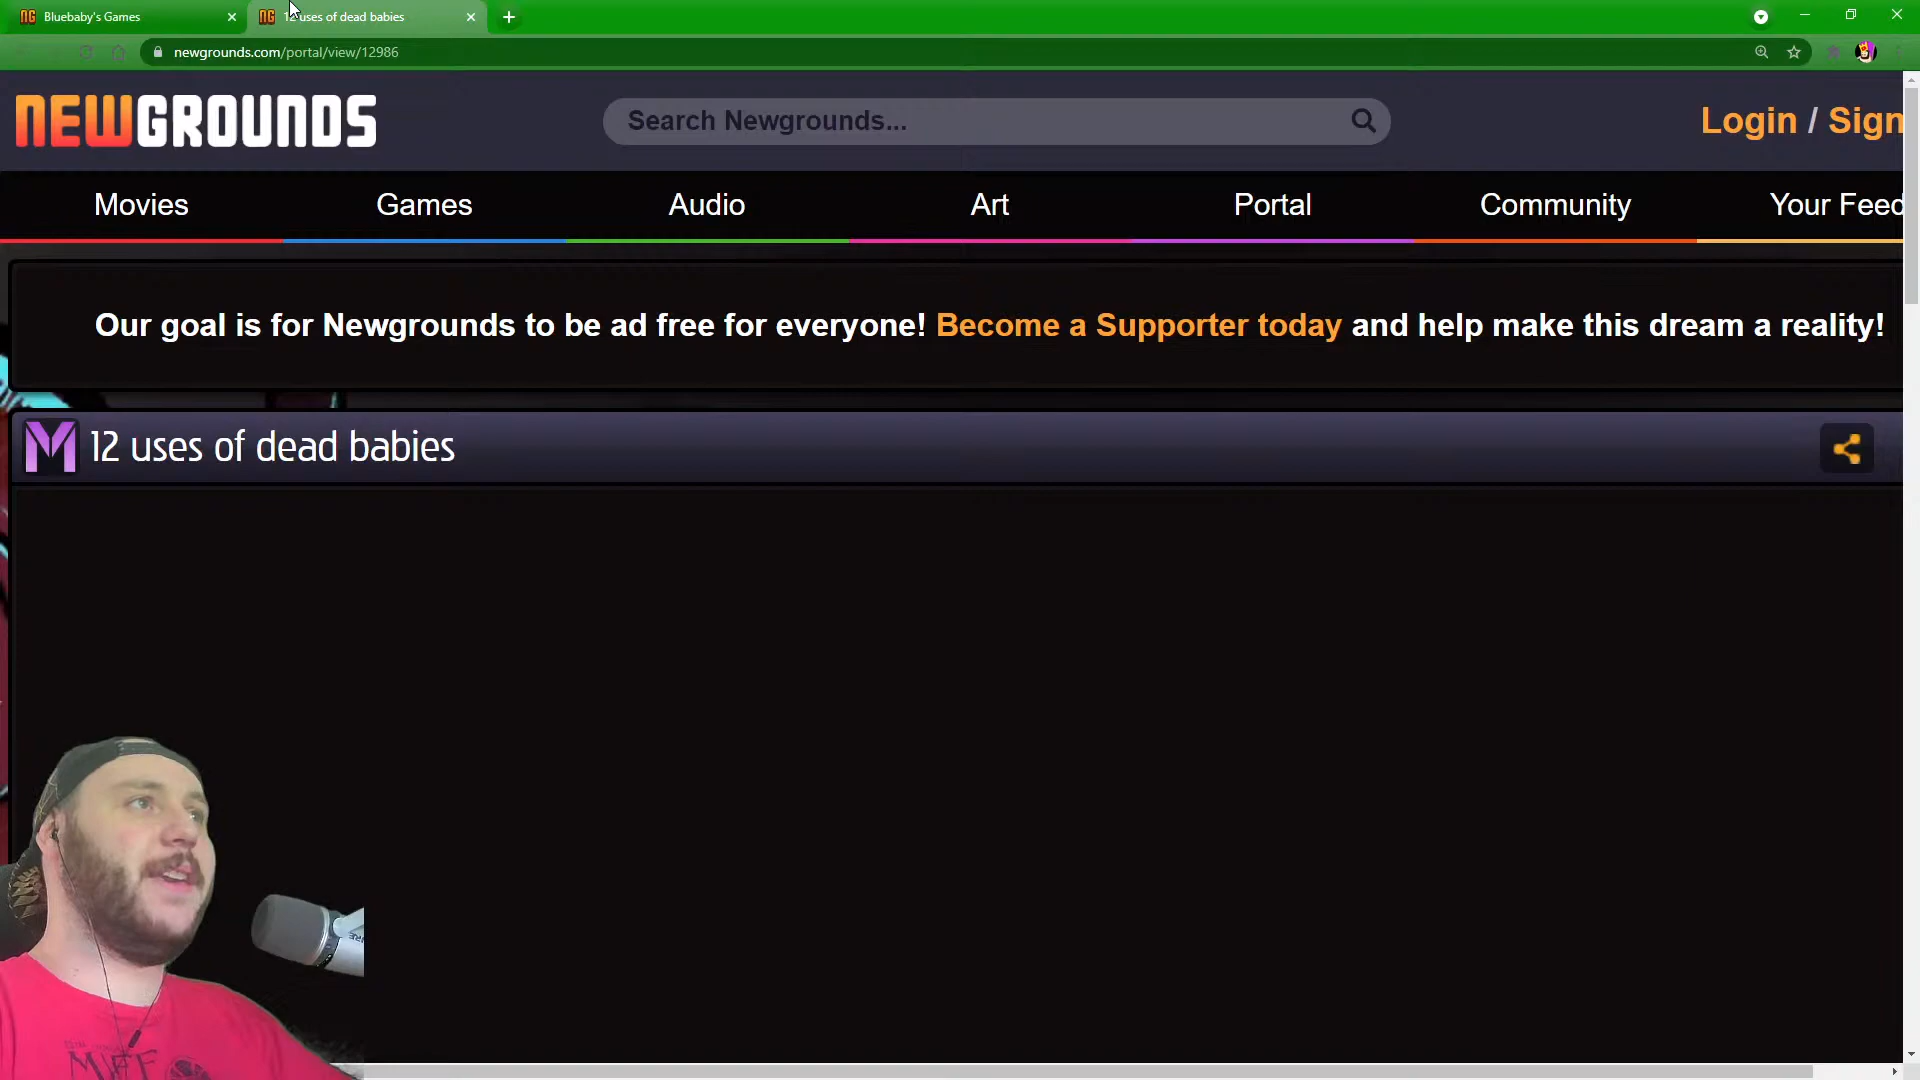 Bluebaby's Games
uses of dead babies
newgrounds.com/portal/view/12986
NEWGROUNDS
Search Newgrounds...
Login / Sign
Movies Games Audio Art Portal Community Your Feed
Our goal is for Newgrounds to be ad free for everyone! Become a Supporter today and help make this dream a reality!
12 uses of dead babies